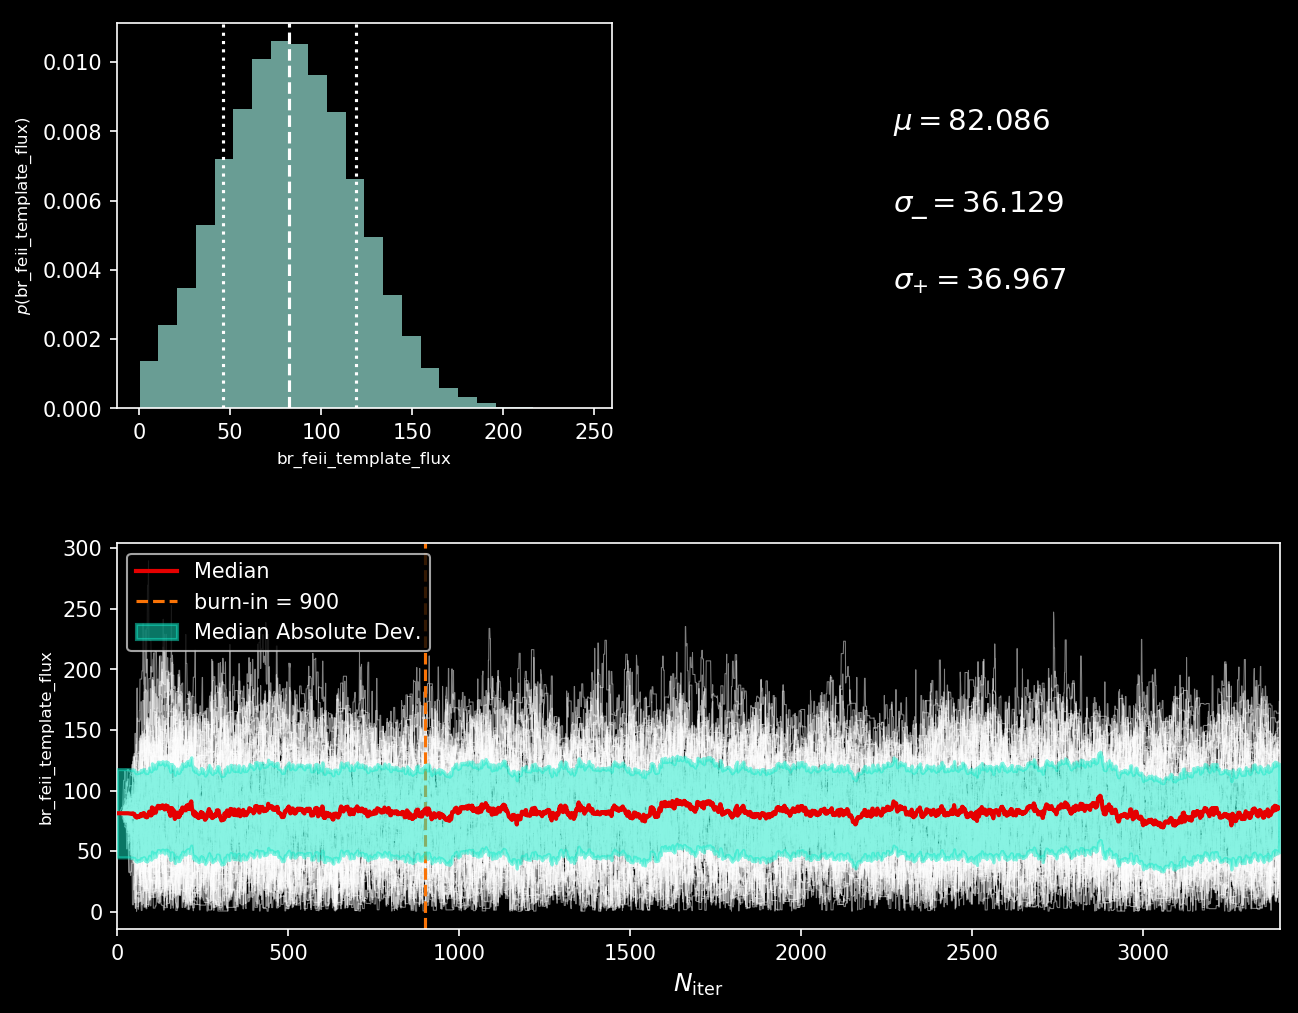 0.010
0.008
0.006
0.004
0.002
0.000
p(br_feii_template_flux)
0 50 100 150 200 250
br_feii_template_flux
μ = 82.086
σ₋ = 36.129
σ₊ = 36.967
300
250
200
150
100
50
0
br_feii_template_flux
Median
burn-in = 900
Median Absolute Dev.
0 500 1000 1500 2000 2500 3000
N_iter